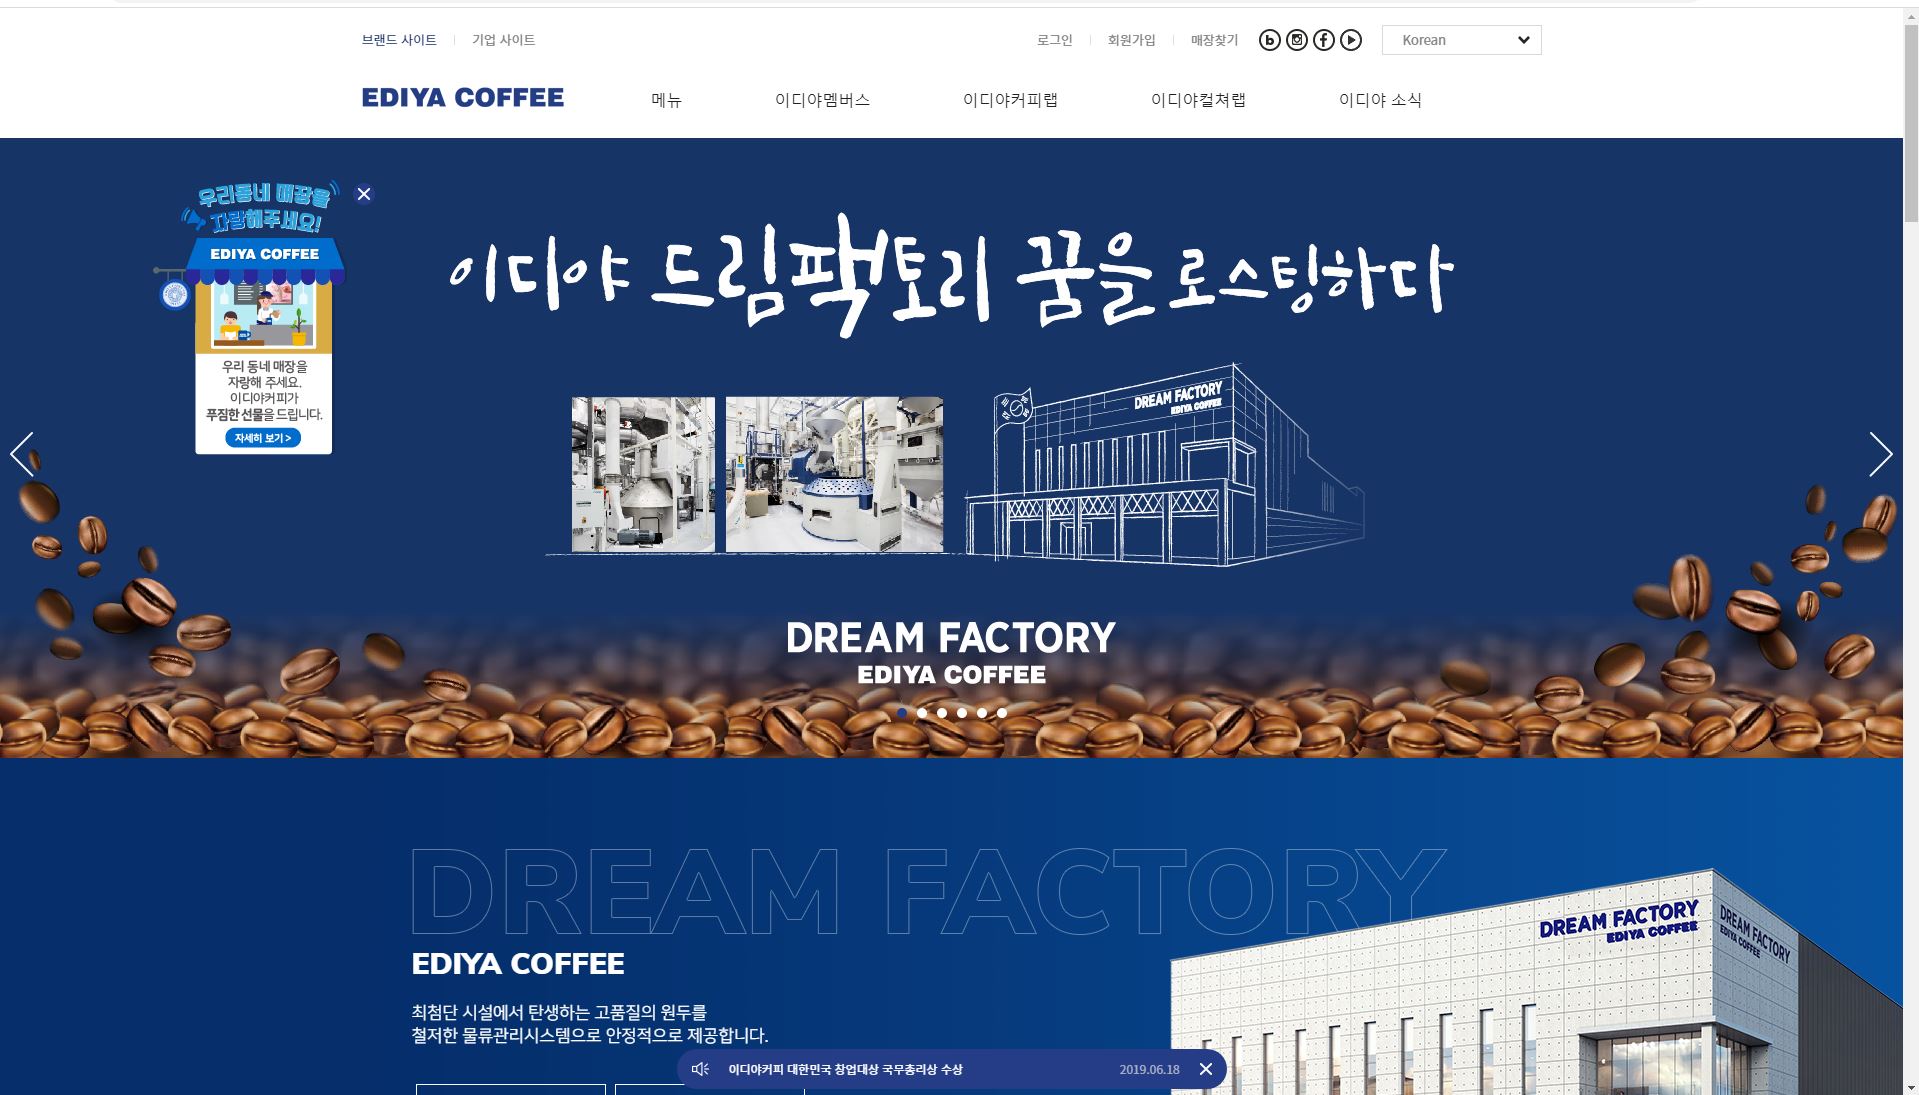 브랜드 사이트
기업 사이트
로그인
회원가입
매장찾기
Korean
EDIYA COFFEE
메뉴
이디야멤버스
이디야커피랩
이디야컬쳐랩
이디야 소식
우리동네 매장을
자랑해주세요!
EDIYA COFFEE
우리 동네 매장을
자랑해 주세요.
이디야커피가
푸짐한 선물을 드립니다.
자세히 보기 >
이디야 드림팩토리 꿈을 로스팅하다
DREAM FACTORY
EDIYA COFFEE
DREAM FACTORY
EDIYA COFFEE
DREAM FACTORY
EDIYA COFFEE
최첨단 시설에서 탄생하는 고품질의 원두를
철저한 물류관리시스템으로 안정적으로 제공합니다.
DREAM FACTORY
EDIYA COFFEE
DREAM FACTORY
EDIYA COFFEE
이디야커피 대한민국 창업대상 국무총리상 수상
2019.06.18